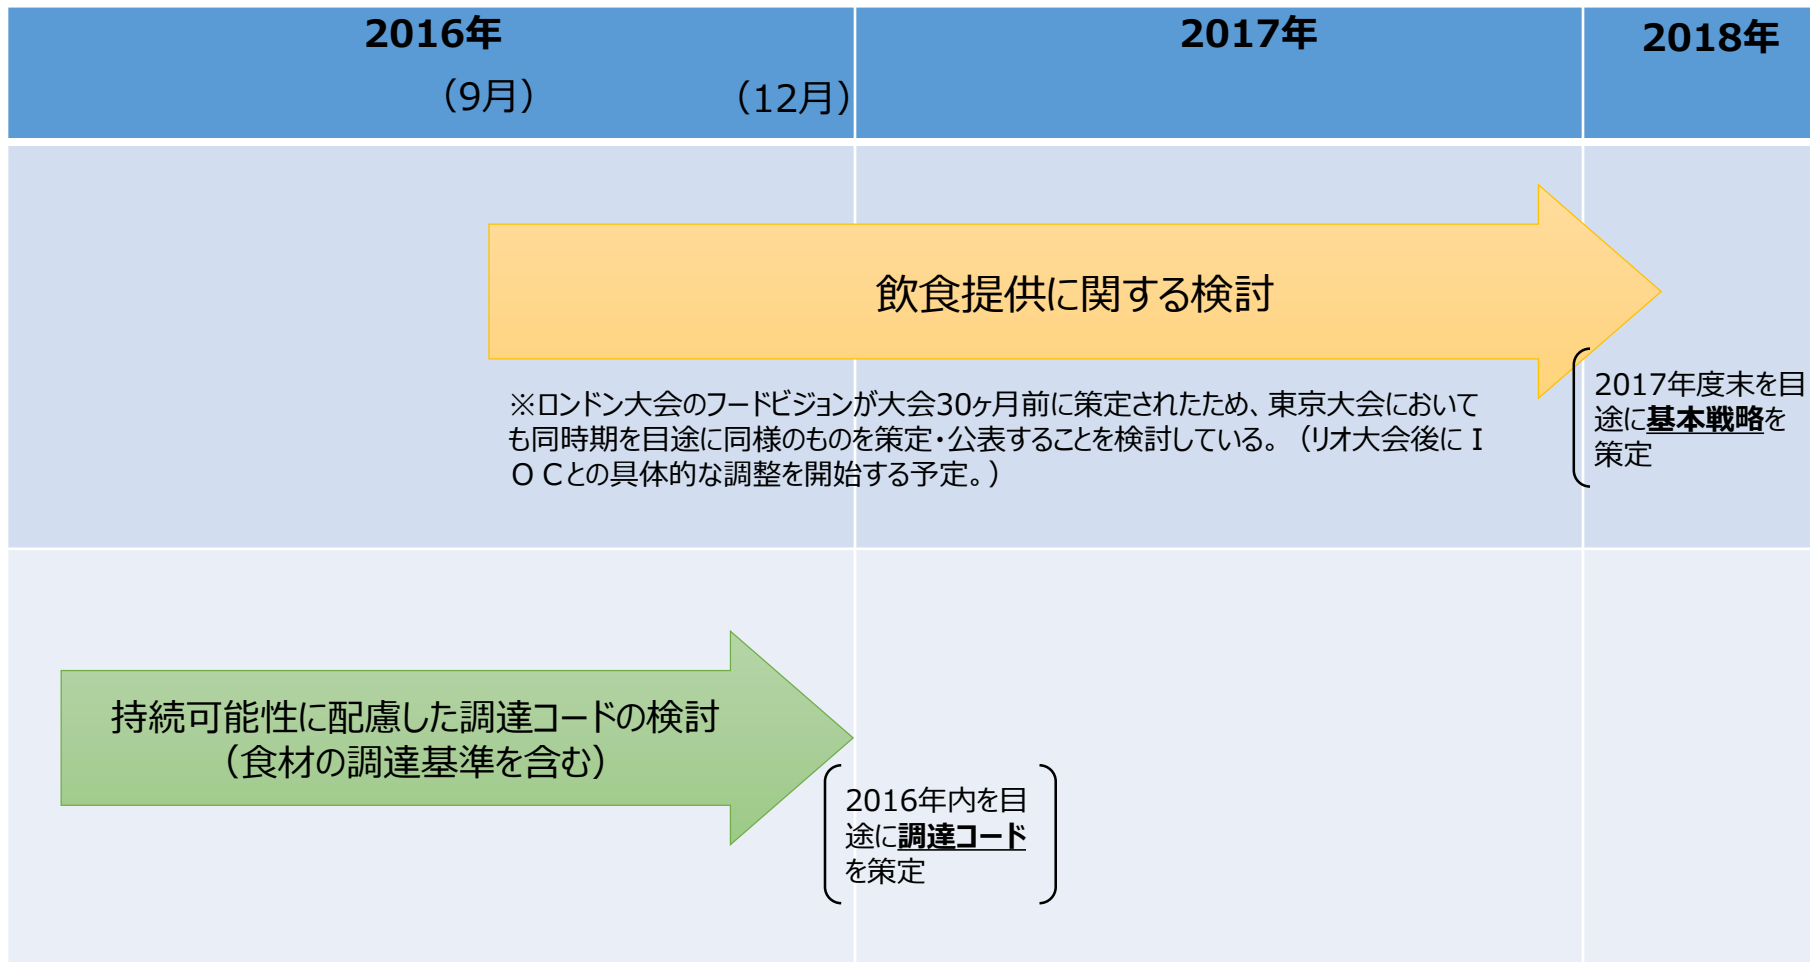 2016年
2017年
2018年
（9月）
（12月）
飲食提供に関する検討
※ロンドン大会のフードビジョンが大会30ヶ月前に策定されたため、東京大会において
も同時期を目途に同様のものを策定・公表することを検討している。（リオ大会後にＩ
ＯＣとの具体的な調整を開始する予定。）
2017年度末を目
途に基本戦略を
策定
持続可能性に配慮した調達コードの検討
（食材の調達基準を含む）
2016年内を目
途に調達コード
を策定